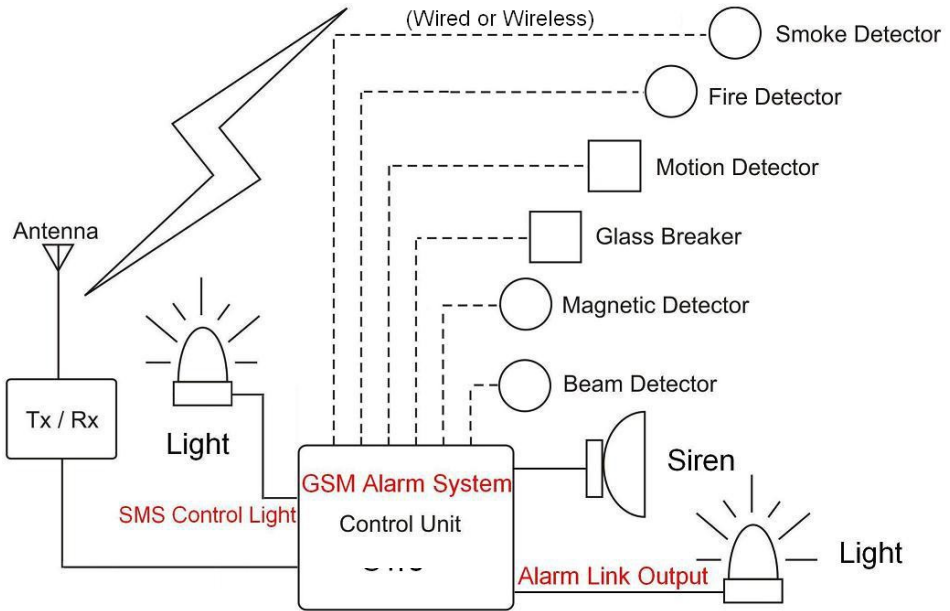 (Wired or Wireless)
Smoke Detector
Fire Detector
Motion Detector
Antenna
Glass Breaker
Magnetic Detector
Beam Detector
Tx / Rx
Light
Siren
GSM Alarm System
SMS Control Light
Control Unit
Light
Alarm Link Output